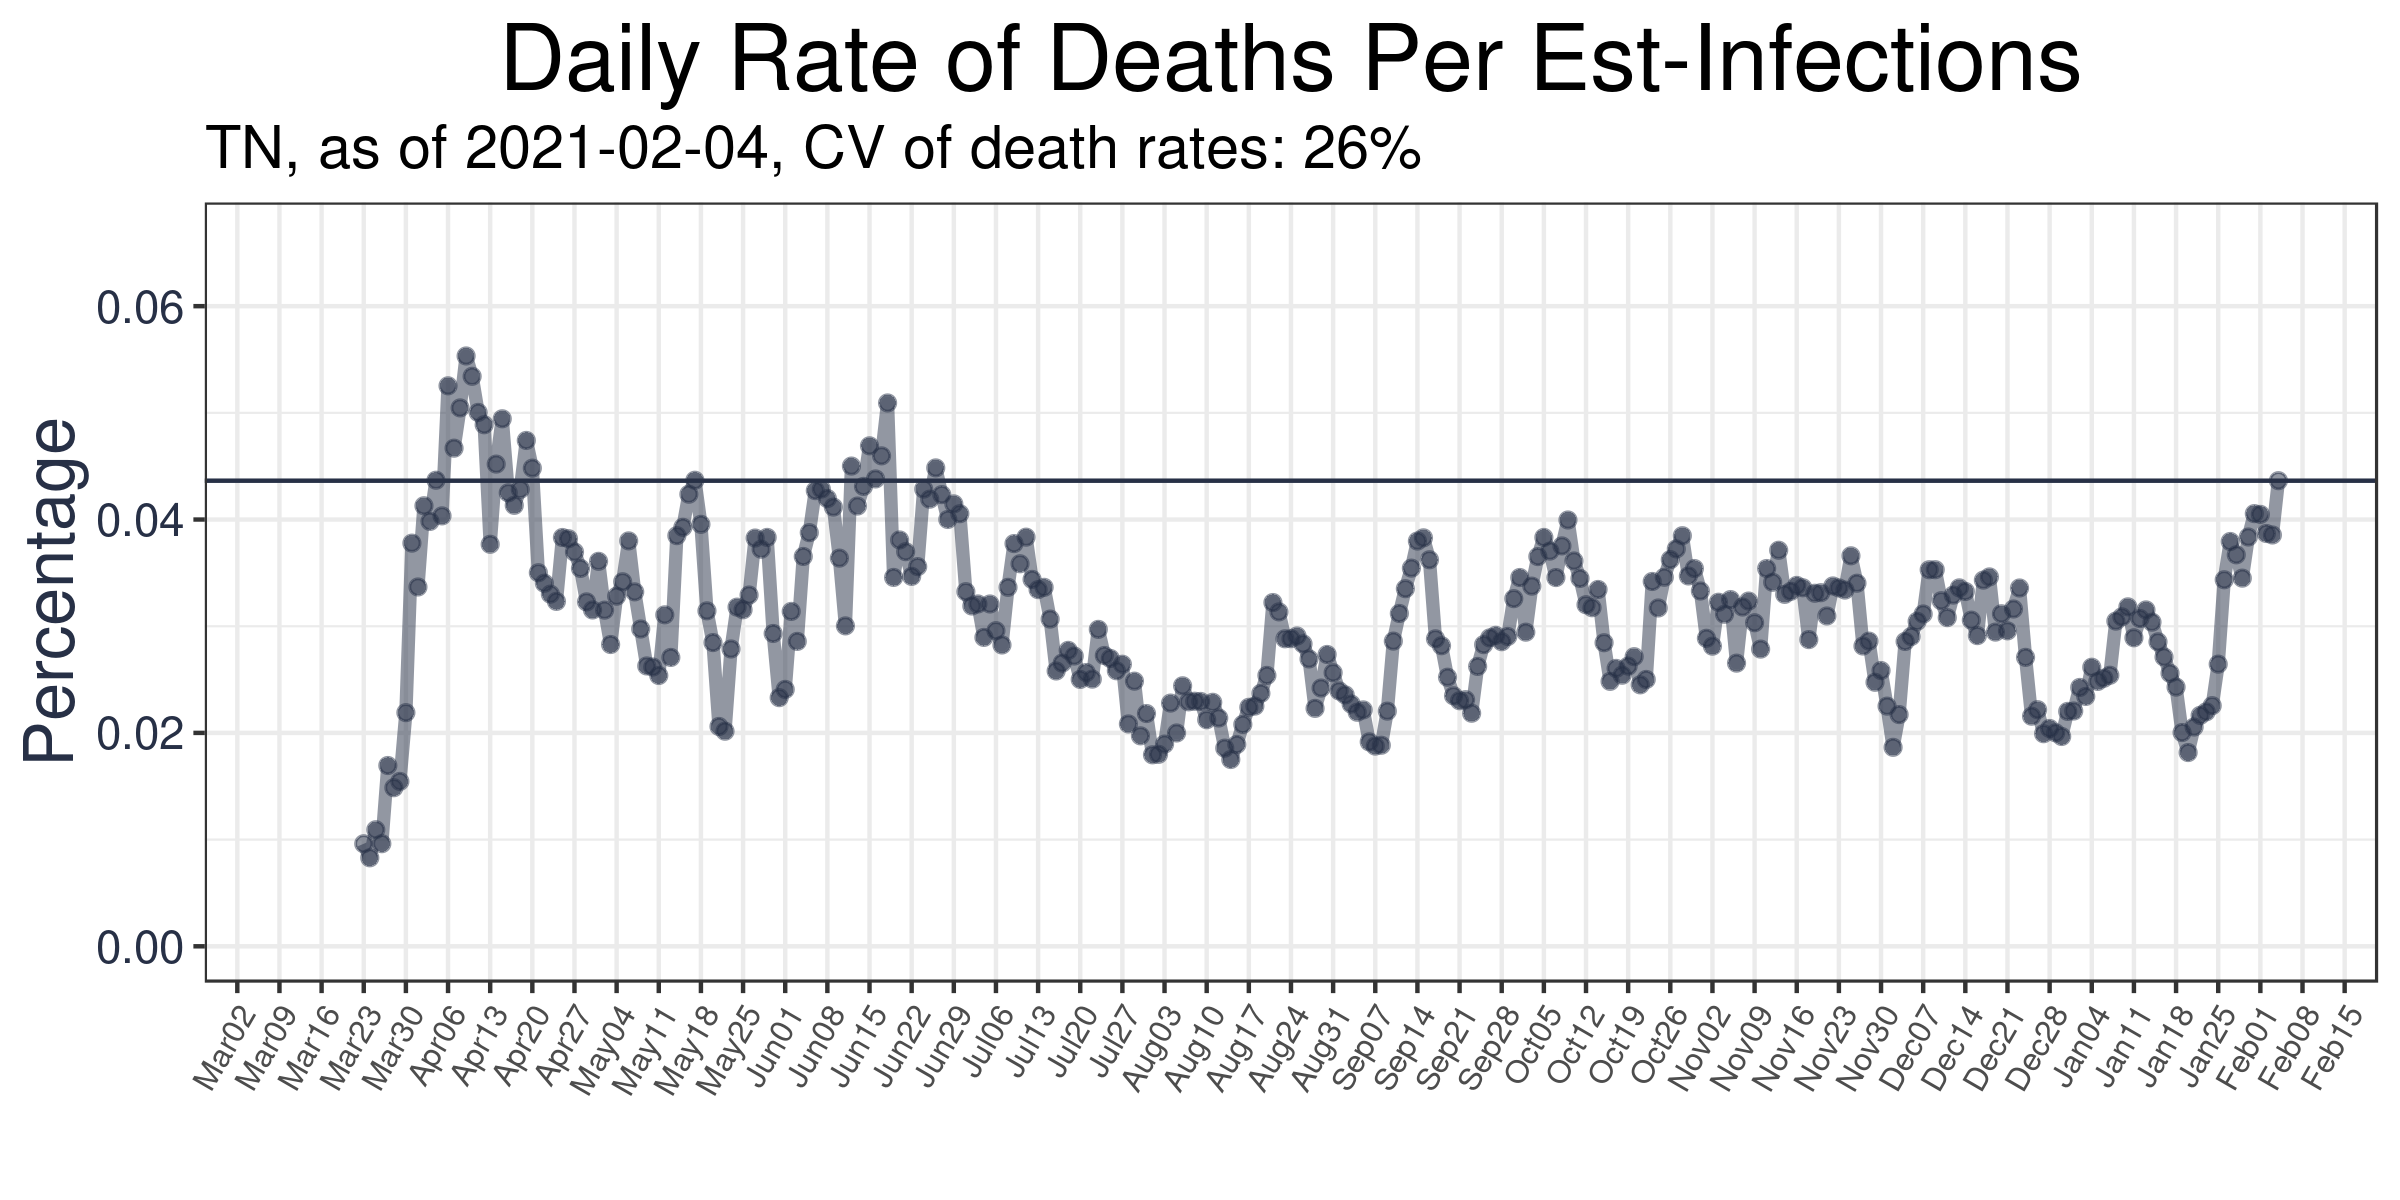 Daily Rate of Deaths Per Est-Infections
TN, as of 2021-02-04, CV of death rates: 26%
Percentage
0.06
0.04
0.02
0.00
Mar02
Mar09
Mar16
Mar23
Mar30
Apr06
Apr13
Apr20
Apr27
May04
May11
May18
May25
Jun01
Jun08
Jun15
Jun22
Jun29
Jul06
Jul13
Jul20
Jul27
Aug03
Aug10
Aug17
Aug24
Aug31
Sep07
Sep14
Sep21
Sep28
Oct05
Oct12
Oct19
Oct26
Nov02
Nov09
Nov16
Nov23
Nov30
Dec07
Dec14
Dec21
Dec28
Jan04
Jan11
Jan18
Jan25
Feb01
Feb08
Feb15